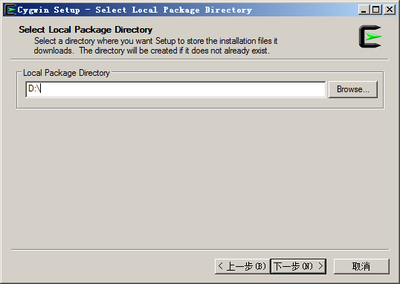 Cygwin Setup - Select Local Package Directory
Select Local Package Directory
Select a directory where you want Setup to store the installation files it
downloads. The directory will be created if it does not already exist.
Local Package Directory
D:\
Browse...
< 上一步(B)
下一步(N) >
取消